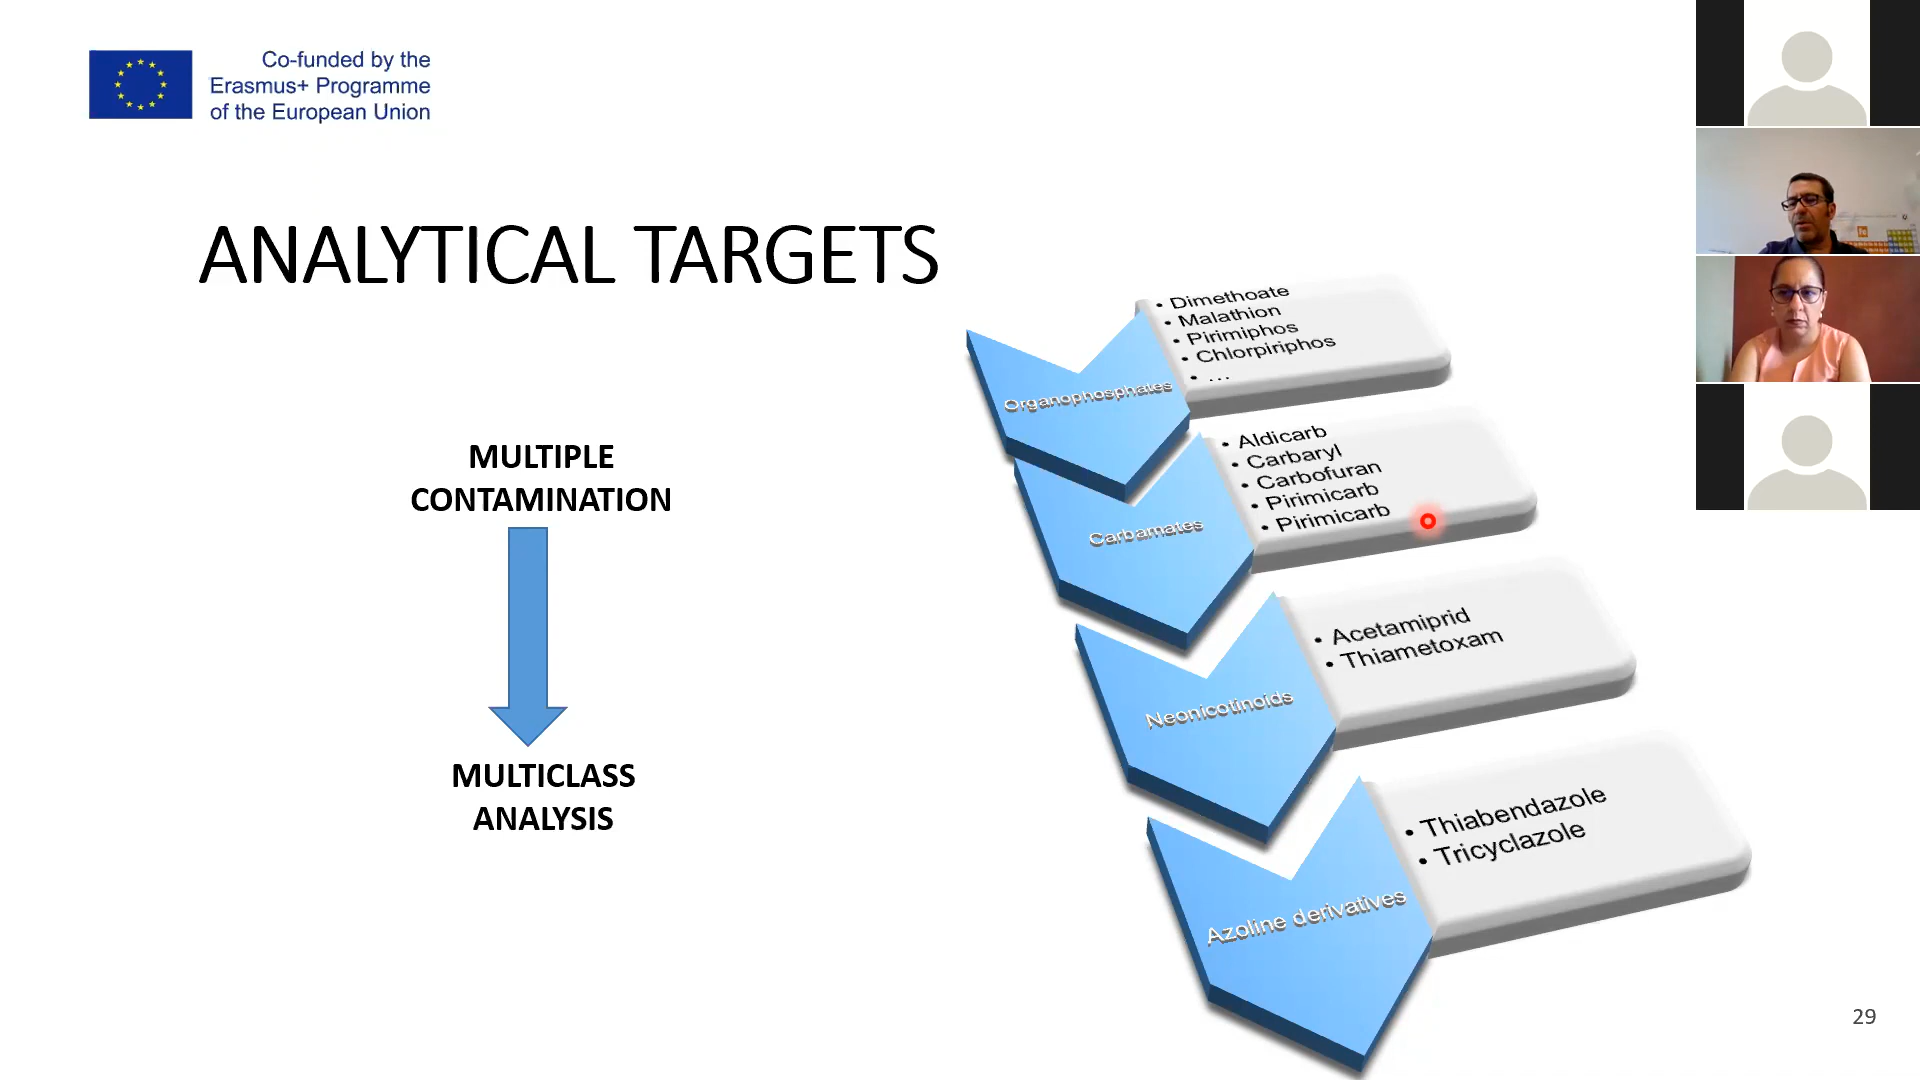 Co-funded by the
Erasmus+ Programme
of the European Union
ANALYTICAL TARGETS
MULTIPLE
CONTAMINATION
MULTICLASS
ANALYSIS
Organophosphates
• Dimethoate
• Malathion
• Pirimiphos
• Chlorpiriphos
• ...
Carbamates
• Aldicarb
• Carbaryl
• Carbofuran
• Pirimicarb
• Pirimicarb
Neonicotinoids
• Acetamiprid
• Thiametoxam
Azoline derivatives
• Thiabendazole
• Tricyclazole
29